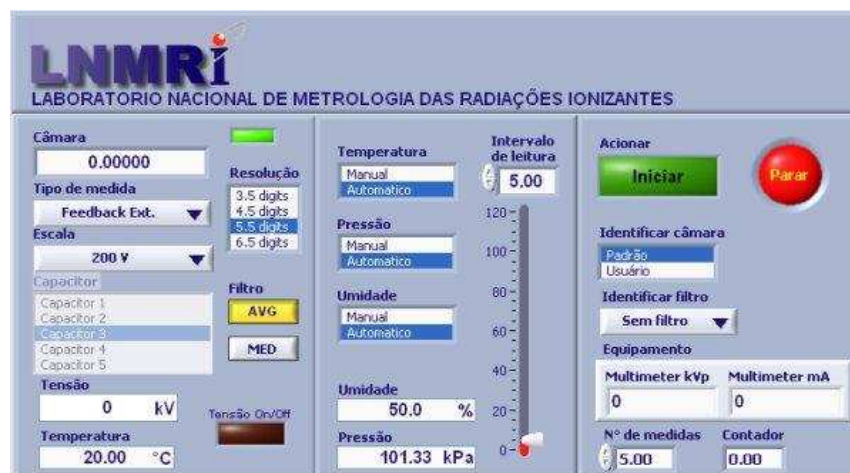 LNMRi
LABORATORIO NACIONAL DE METROLOGIA DAS RADIAÇÕES IONIZANTES
Câmara
0.00000
Tipo de medida
Feedback Ext.
Escala
200 V
Capacitor
Capacitor 1
Capacitor 2
Capacitor 3
Capacitor 4
Capacitor 5
Tensão
0 kV
Temperatura
20.00 °C
Resolução
3.5 digits
4.5 digits
5.5 digits
6.5 digits
Filtro
AVG
MED
Tensão On/Off
Temperatura
Manual
Automatico
Pressão
Manual
Automatico
Umidade
Manual
Automatico
Umidade
50.0 %
Pressão
101.33 kPa
Intervalo
de leitura
5.00
120
100
80
60
40
20
0
Acionar
Iniciar
Parar
Identificar câmara
Padrão
Usuário
Identificar filtro
Sem filtro
Equipamento
Multimeter kVp Multimeter mA
0 0
N° de medidas Contador
5.00 0.00